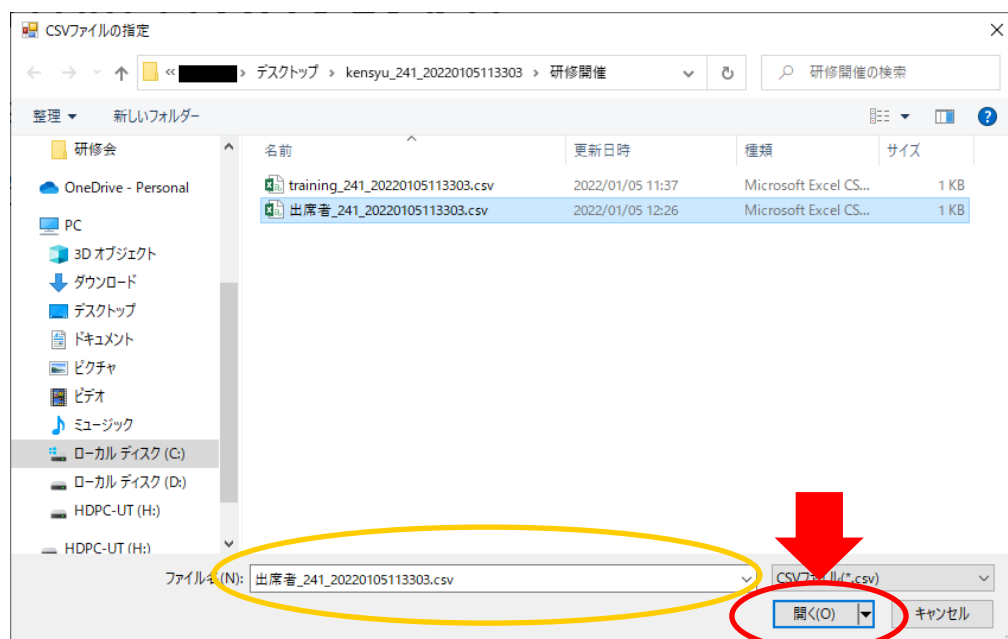 CSVファイルの指定
« > デスクトップ > kensyu_241_20220105113303 > 研修開催
研修開催の検索
整理 新しいフォルダー
名前 更新日時 種類 サイズ
training_241_20220105113303.csv 2022/01/05 11:37 Microsoft Excel CS... 1 KB
出席者_241_20220105113303.csv 2022/01/05 12:26 Microsoft Excel CS... 1 KB
研修会
OneDrive - Personal
PC
3D オブジェクト
ダウンロード
デスクトップ
ドキュメント
ピクチャ
ビデオ
ミュージック
ローカル ディスク (C:)
ローカル ディスク (D:)
HDPC-UT (H:)
HDPC-UT (H:)
ファイル名(N): 出席者_241_20220105113303.csv
CSVファイル(*.csv)
開く(O) キャンセル